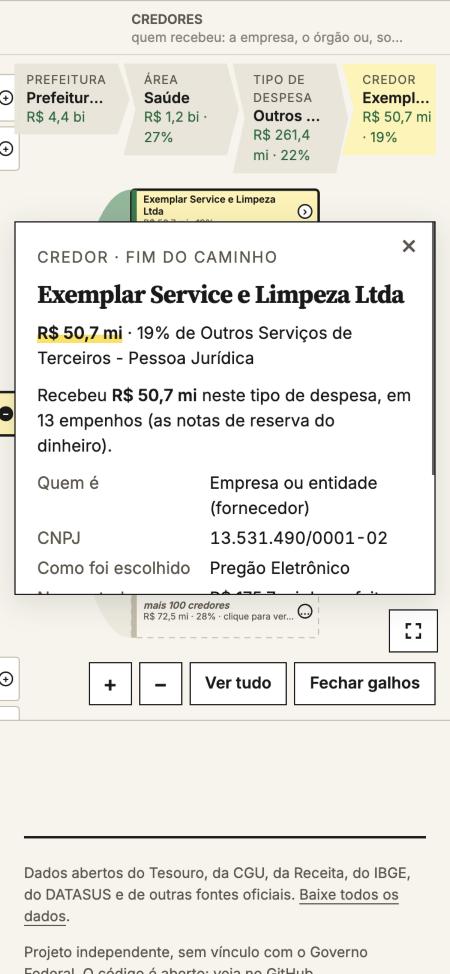 CREDORES
quem recebeu: a empresa, o órgão ou, so...
PREFEITURA
Prefeitur...
R$ 4,4 bi
ÁREA
Saúde
R$ 1,2 bi ·
27%
TIPO DE
DESPESA
Outros ...
R$ 261,4
mi · 22%
CREDOR
Exempl...
R$ 50,7 mi
· 19%
Exemplar Service e Limpeza
Ltda
CREDOR · FIM DO CAMINHO
×
Exemplar Service e Limpeza Ltda
R$ 50,7 mi · 19% de Outros Serviços de
Terceiros - Pessoa Jurídica
Recebeu R$ 50,7 mi neste tipo de despesa, em
13 empenhos (as notas de reserva do
dinheiro).
Quem é
Empresa ou entidade
(fornecedor)
CNPJ
13.531.490/0001-02
Como foi escolhido
Pregão Eletrônico
mais 100 credores
R$ 72,5 mi · 28% · clique para ver...
+
−
Ver tudo
Fechar galhos
Dados abertos do Tesouro, da CGU, da Receita, do IBGE,
do DATASUS e de outras fontes oficiais. Baixe todos os
dados.
Projeto independente, sem vínculo com o Governo
Federal. O código é aberto: veja no GitHub